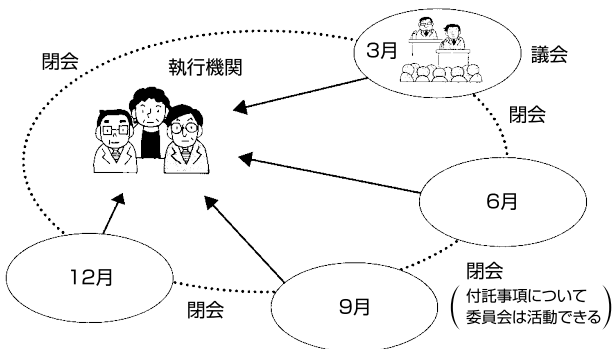 閉会
執行機関
3月
議会
閉会
6月
閉会
(付託事項について
委員会は活動できる)
9月
閉会
12月